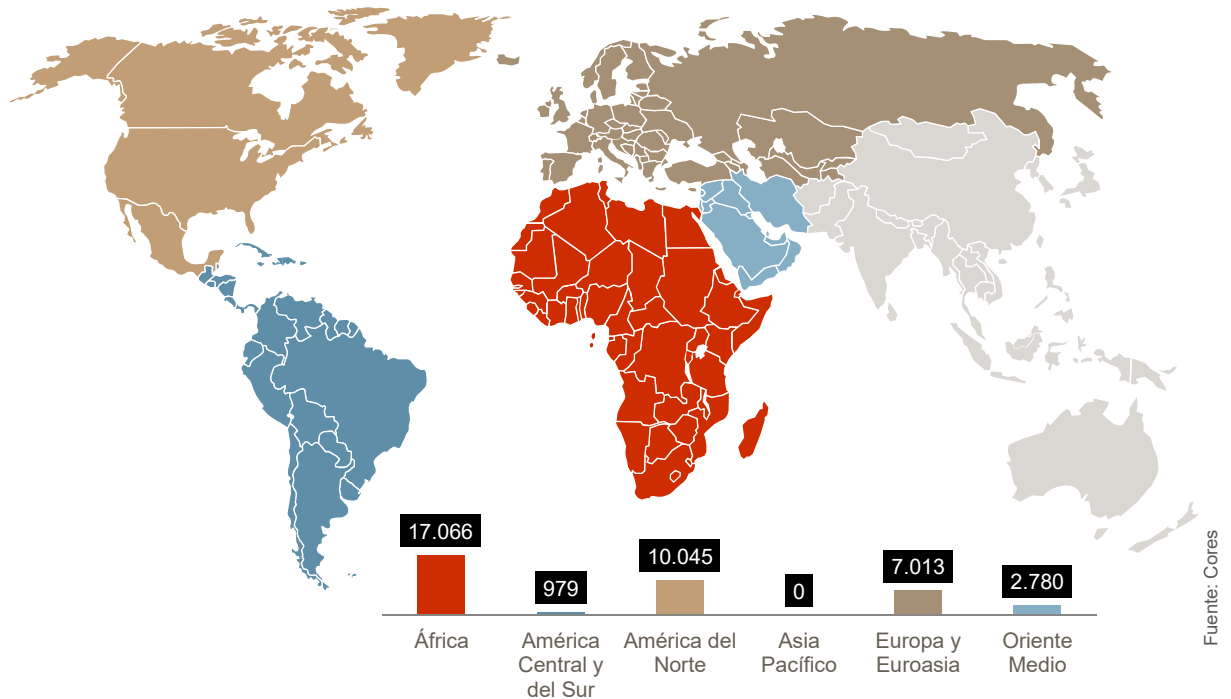 17.066
979
10.045
0
7.013
2.780
África
América
Central y
del Sur
América del
Norte
Asia
Pacífico
Europa y
Euroasia
Oriente
Medio
Fuente: Cores